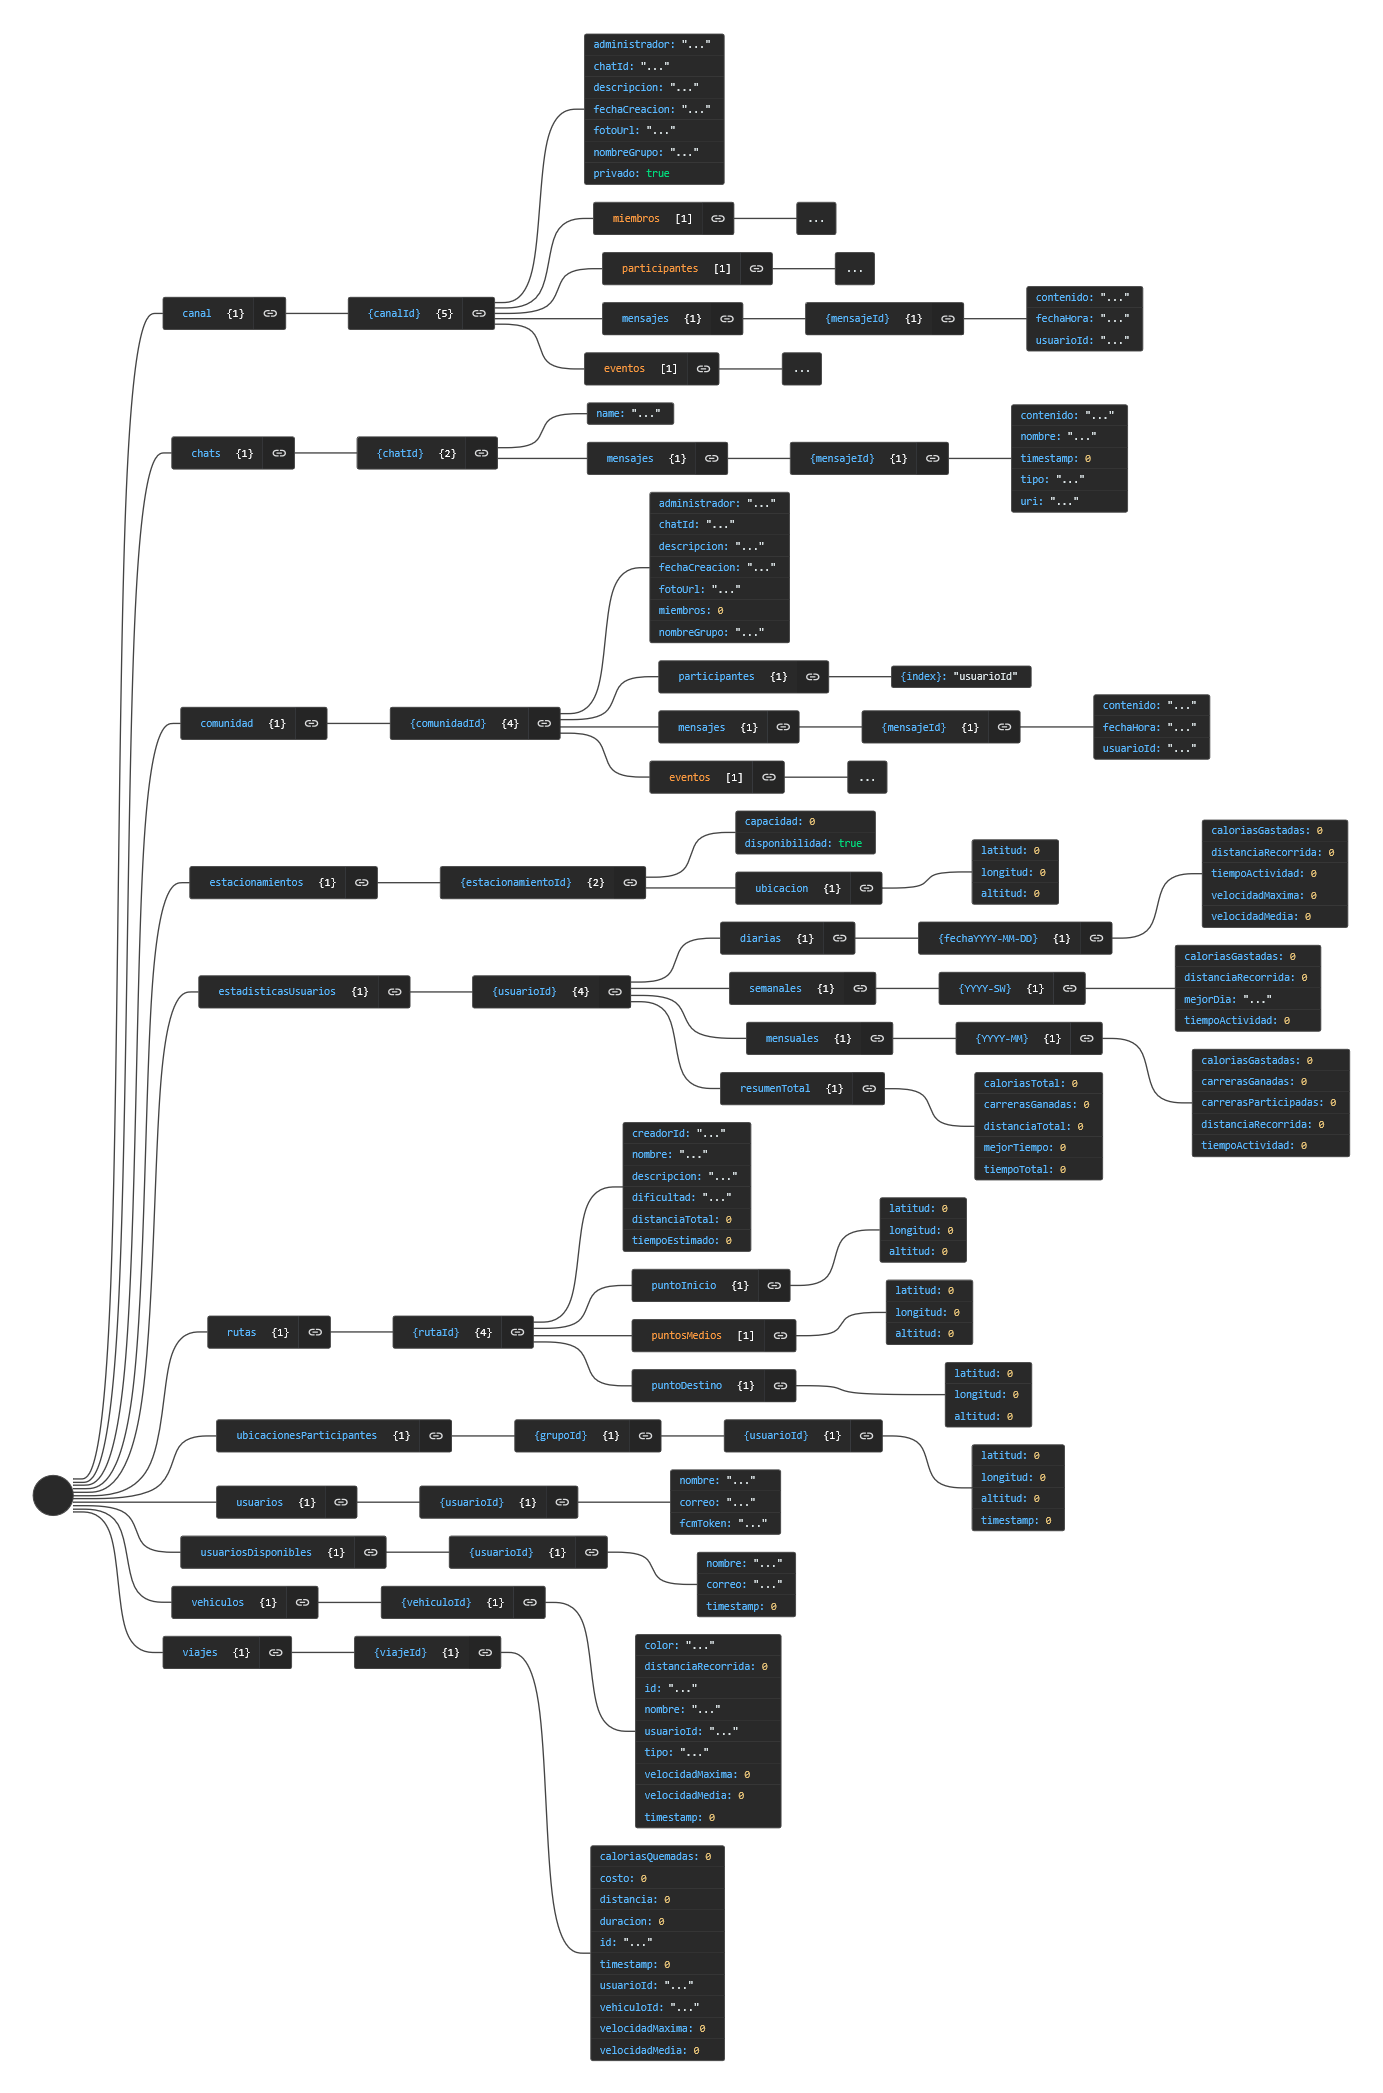 administrador: "..."
chatId: "..."
descripcion: "..."
fechaCreacion: "..."
fotoUrl: "..."
nombreGrupo: "..."
privado: true
miembros [1]
...
participantes [1]
...
canal {1}
{canalId} {5}
mensajes {1}
{mensajeId} {1}
contenido: "..."
fechaHora: "..."
usuarioId: "..."
eventos [1]
...
chats {1}
{chatId} {2}
name: "..."
mensajes {1}
{mensajeId} {1}
contenido: "..."
nombre: "..."
timestamp: 0
tipo: "..."
uri: "..."
administrador: "..."
chatId: "..."
descripcion: "..."
fechaCreacion: "..."
fotoUrl: "..."
miembros: 0
nombreGrupo: "..."
participantes {1}
{index}: "usuarioId"
comunidad {1}
{comunidadId} {4}
mensajes {1}
{mensajeId} {1}
contenido: "..."
fechaHora: "..."
usuarioId: "..."
eventos [1]
...
estacionamientos {1}
{estacionamientoId} {2}
capacidad: 0
disponibilidad: true
ubicacion {1}
latitud: 0
longitud: 0
altitud: 0
estadisticasUsuarios {1}
{usuarioId} {4}
diarias {1}
{fechaYYYY-MM-DD} {1}
caloriasGastadas: 0
distanciaRecorrida: 0
tiempoActividad: 0
velocidadMaxima: 0
velocidadMedia: 0
semanales {1}
{YYYY-SW} {1}
caloriasGastadas: 0
distanciaRecorrida: 0
mejorDia: "..."
tiempoActividad: 0
mensuales {1}
{YYYY-MM} {1}
caloriasGastadas: 0
carrerasGanadas: 0
carrerasParticipadas: 0
distanciaRecorrida: 0
tiempoActividad: 0
resumenTotal {1}
caloriasTotal: 0
carrerasGanadas: 0
distanciaTotal: 0
mejorTiempo: 0
tiempoTotal: 0
creadorId: "..."
nombre: "..."
descripcion: "..."
dificultad: "..."
distanciaTotal: 0
tiempoEstimado: 0
puntoInicio {1}
latitud: 0
longitud: 0
altitud: 0
rutas {1}
{rutaId} {4}
puntosMedios [1]
latitud: 0
longitud: 0
altitud: 0
puntoDestino {1}
latitud: 0
longitud: 0
altitud: 0
ubicacionesParticipantes {1}
{grupoId} {1}
{usuarioId} {1}
latitud: 0
longitud: 0
altitud: 0
timestamp: 0
usuarios {1}
{usuarioId} {1}
nombre: "..."
correo: "..."
fcmToken: "..."
usuariosDisponibles {1}
{usuarioId} {1}
nombre: "..."
correo: "..."
timestamp: 0
vehiculos {1}
{vehiculoId} {1}
color: "..."
distanciaRecorrida: 0
id: "..."
nombre: "..."
usuarioId: "..."
tipo: "..."
velocidadMaxima: 0
velocidadMedia: 0
timestamp: 0
viajes {1}
{viajeId} {1}
caloriasQuemadas: 0
costo: 0
distancia: 0
duracion: 0
id: "..."
timestamp: 0
usuarioId: "..."
vehiculoId: "..."
velocidadMaxima: 0
velocidadMedia: 0